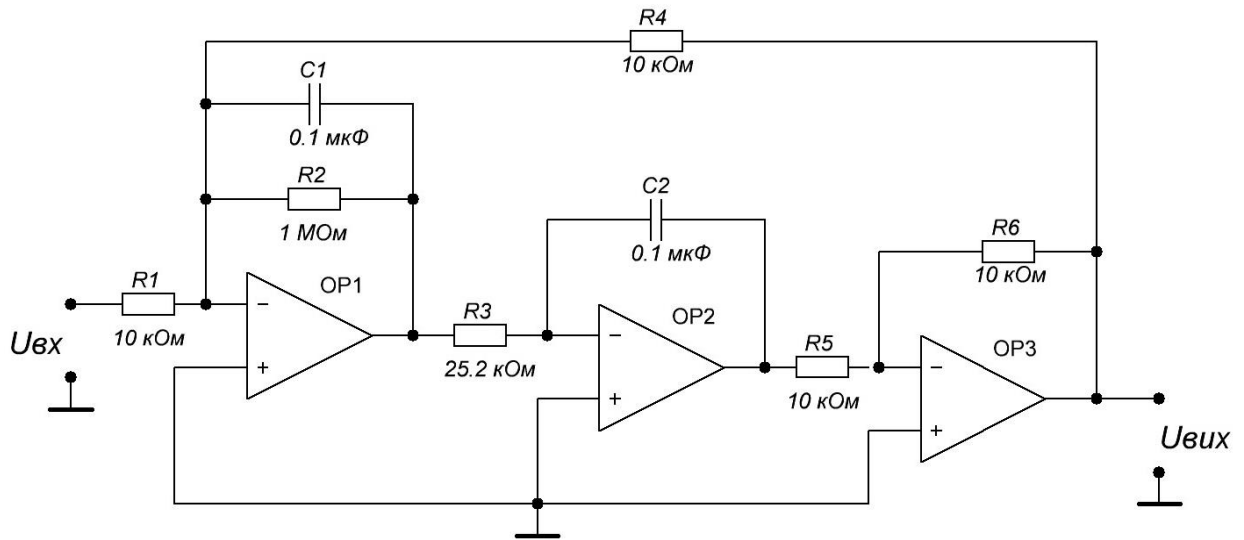 R4
10 кОм
C1
0.1 мкФ
R2
1 МОм
C2
0.1 мкФ
R6
10 кОм
R1
10 кОм
OP1
R3
25.2 кОм
OP2
R5
10 кОм
OP3
Uвх
Uвих
−
+
−
+
−
+